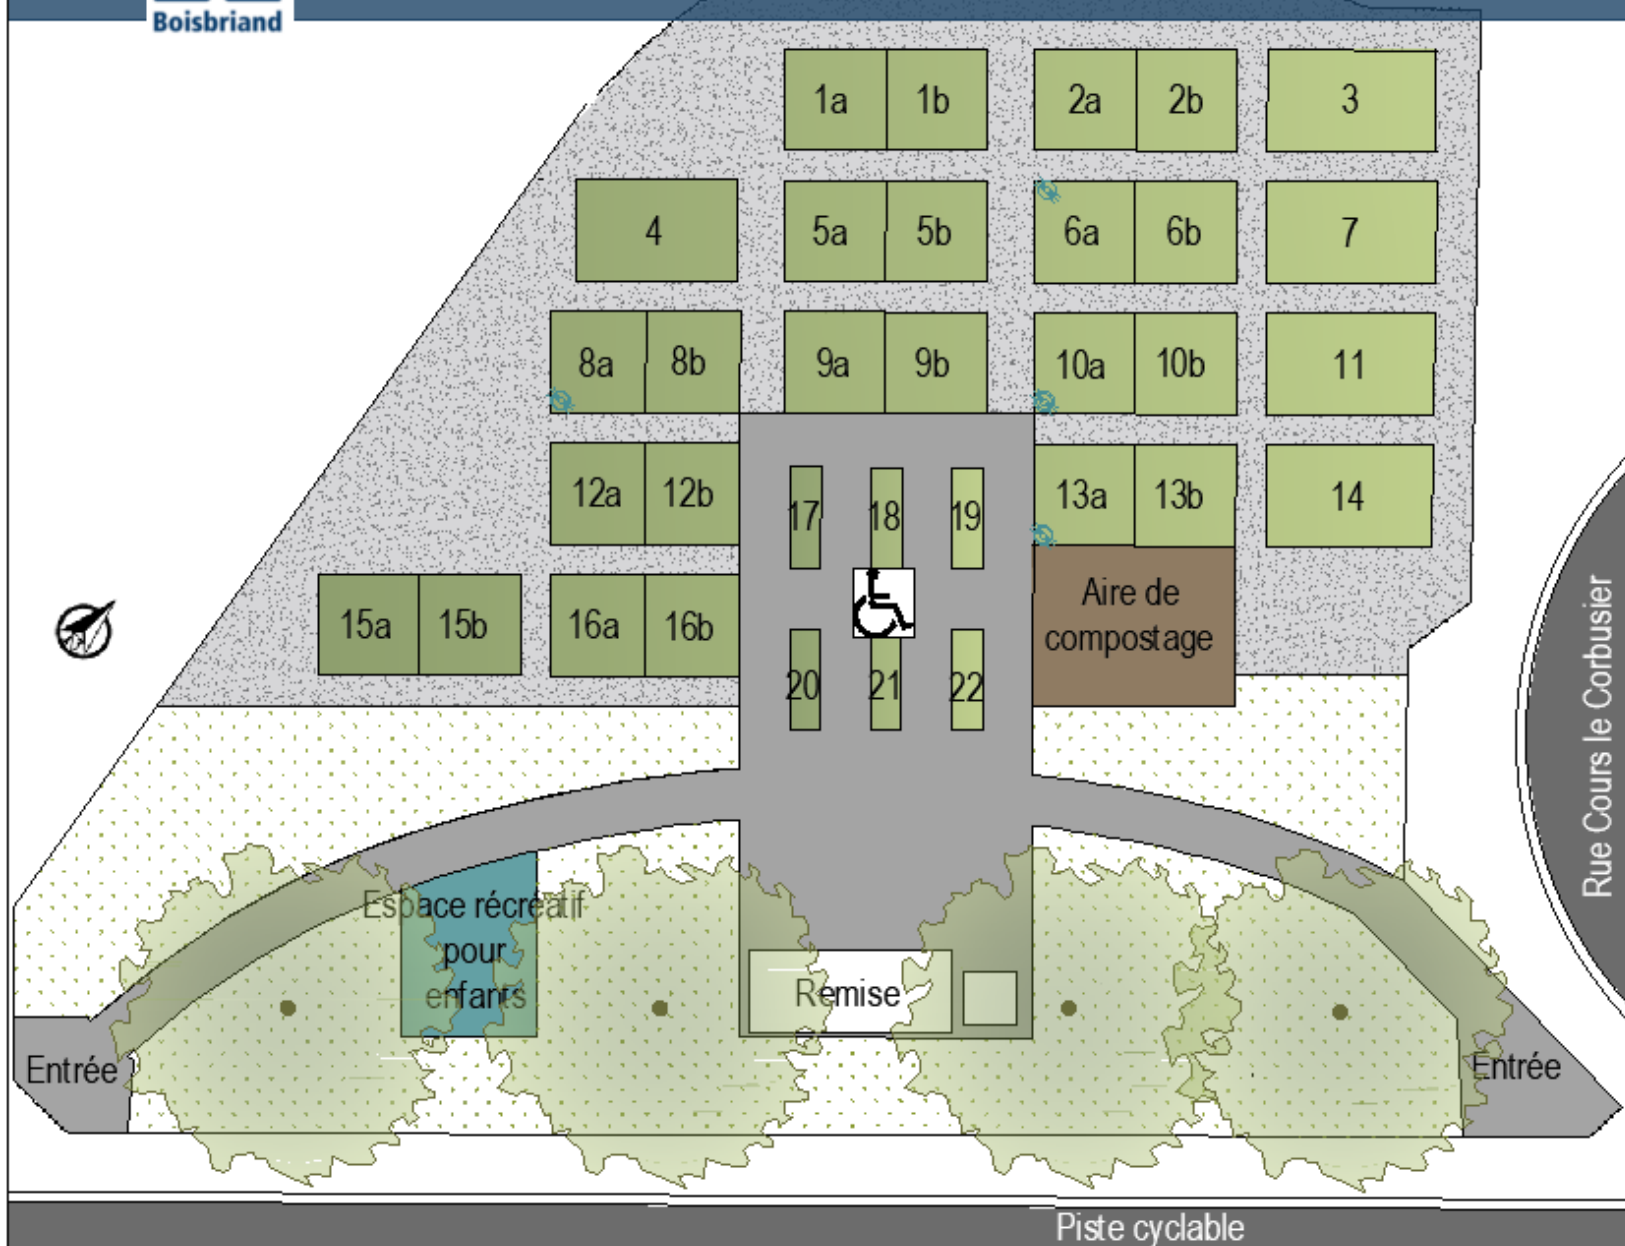 Boisbriand
1a 1b 2a 2b 3
4 5a 5b 6a 6b 7
8a 8b 9a 9b 10a 10b 11
12a 12b 17 18 19 13a 13b 14
15a 15b 16a 16b 20 21 22
Aire de
compostage
Rue Cours le Corbusier
Espace récréatif
pour
enfants
Remise
Entrée
Entrée
Piste cyclable